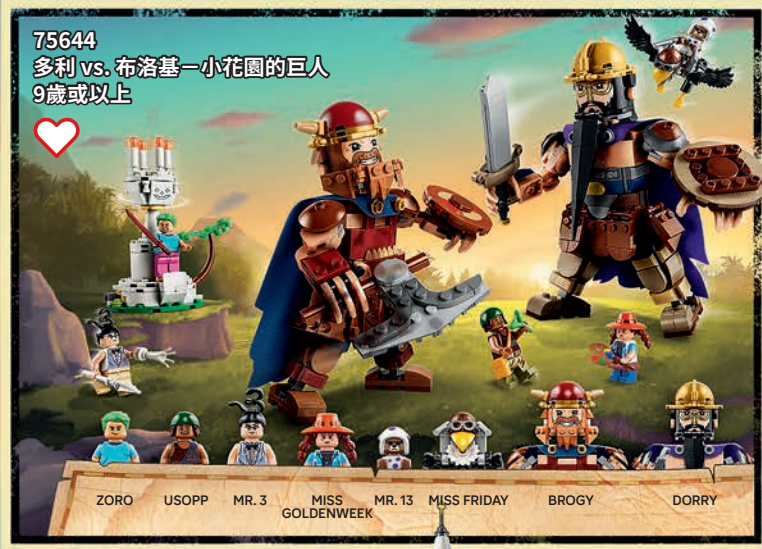 75644
多利 vs. 布洛基－小花園的巨人
9歲或以上
ZORO
USOPP
MR. 3
MISS
GOLDENWEEK
MR. 13
MISS FRIDAY
BROGY
DORRY